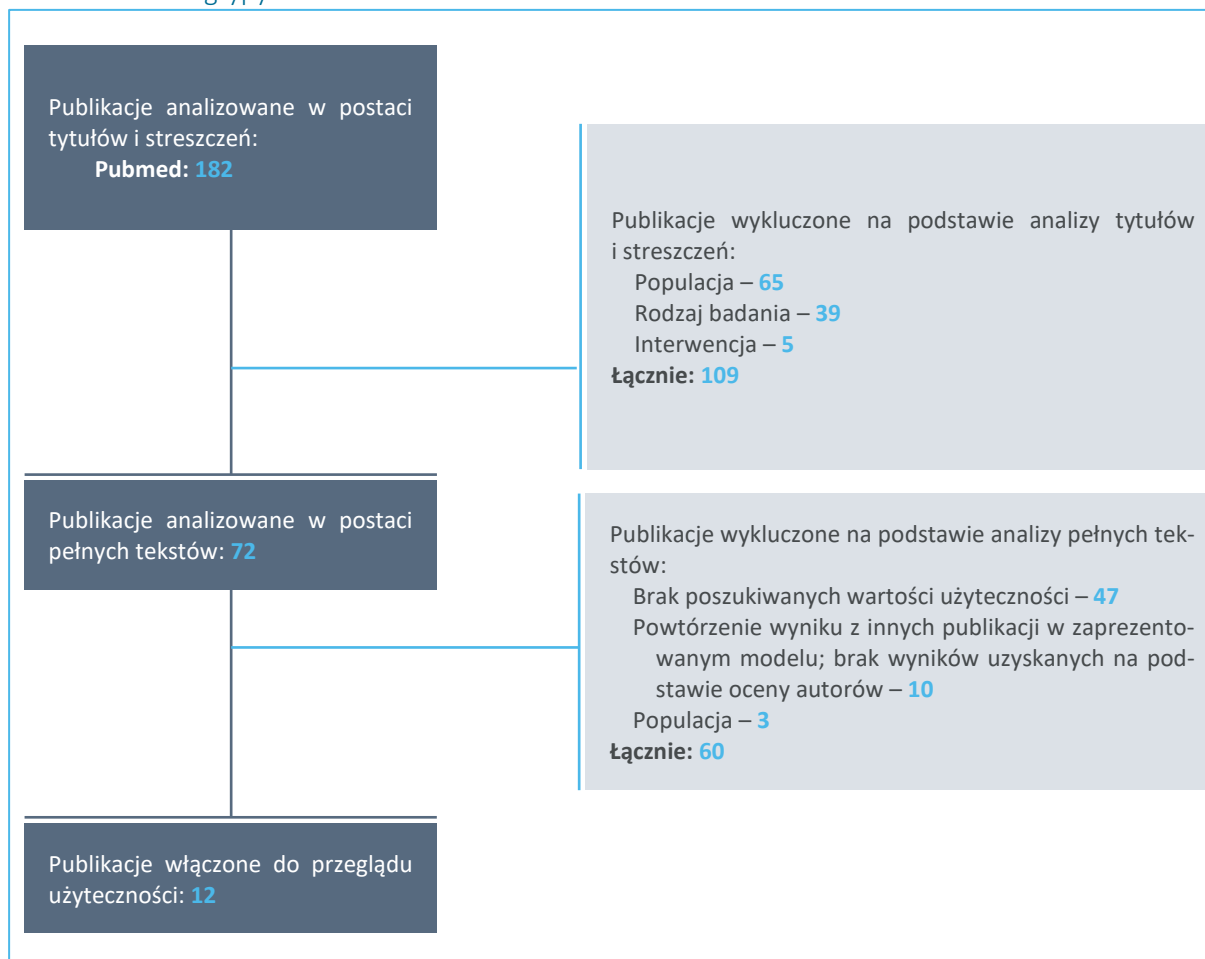 Publikacje analizowane w postaci
tytułów i streszczeń:
Pubmed: 182
Publikacje wykluczone na podstawie analizy tytułów
i streszczeń:
Populacja – 65
Rodzaj badania – 39
Interwencja – 5
Łącznie: 109
Publikacje analizowane w postaci
pełnych tekstów: 72
Publikacje wykluczone na podstawie analizy pełnych tek-
stów:
Brak poszukiwanych wartości użyteczności – 47
Powtórzenie wyniku z innych publikacji w zaprezento-
wanym modelu; brak wyników uzyskanych na pod-
stawie oceny autorów – 10
Populacja – 3
Łącznie: 60
Publikacje włączone do przeglądu
użyteczności: 12